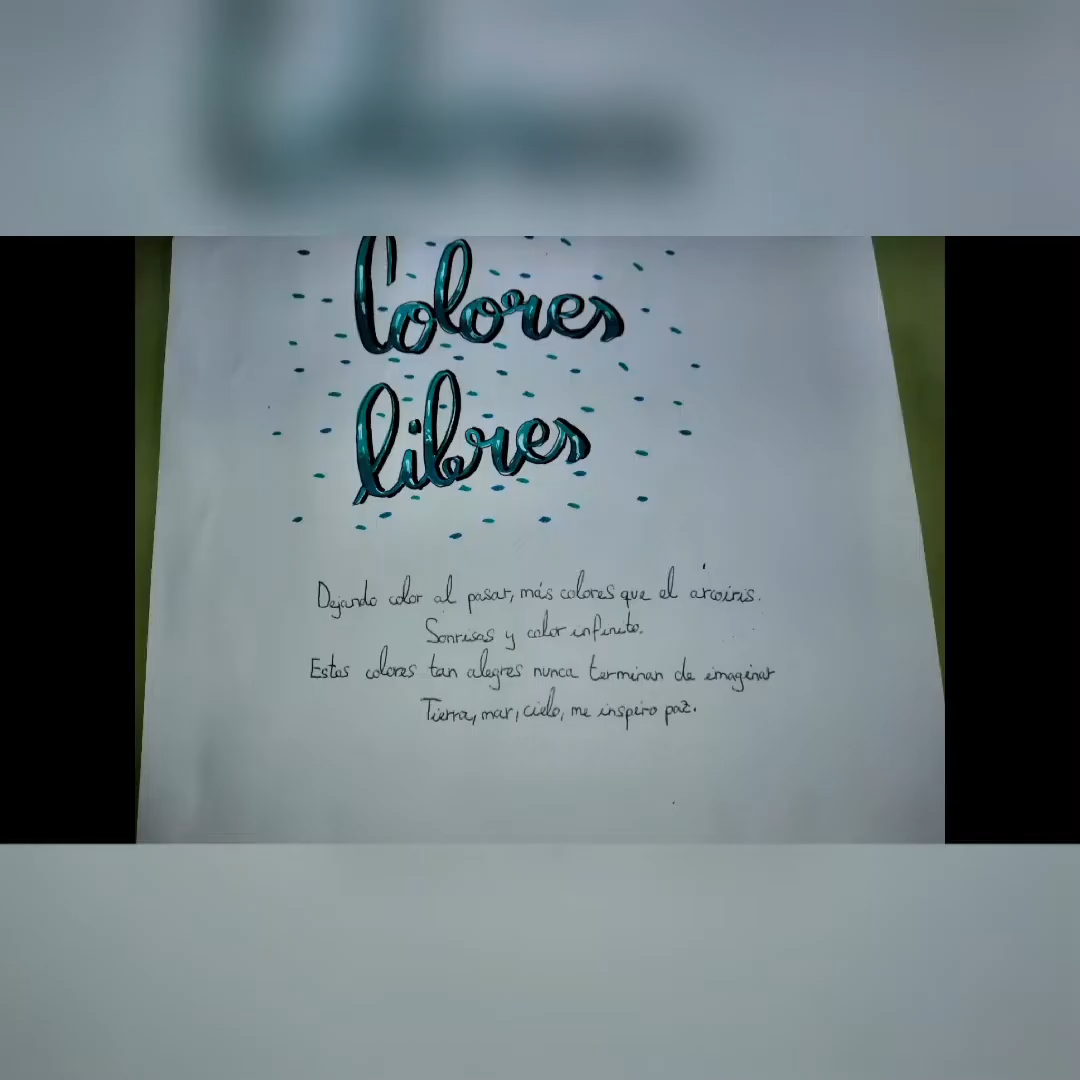 Colores
libres
Dejando color al pasar, más colores que el arcoiris.
Sonrisas y color infinito.
Estos colores tan alegres nunca terminan de imaginar
Tierra, mar, cielo, me inspiro paz.